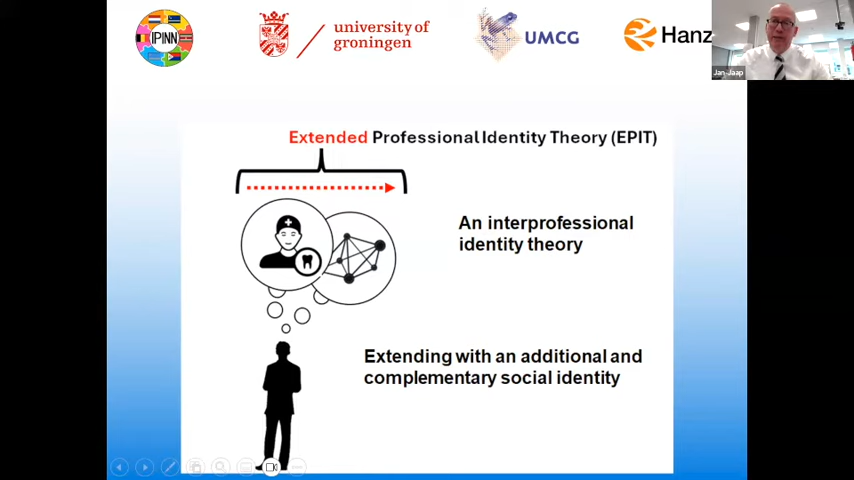 IPINN
university of
groningen
UMCG
Hanz
Jan-Jaap
Extended Professional Identity Theory (EPIT)
An interprofessional
identity theory
Extending with an additional and
complementary social identity